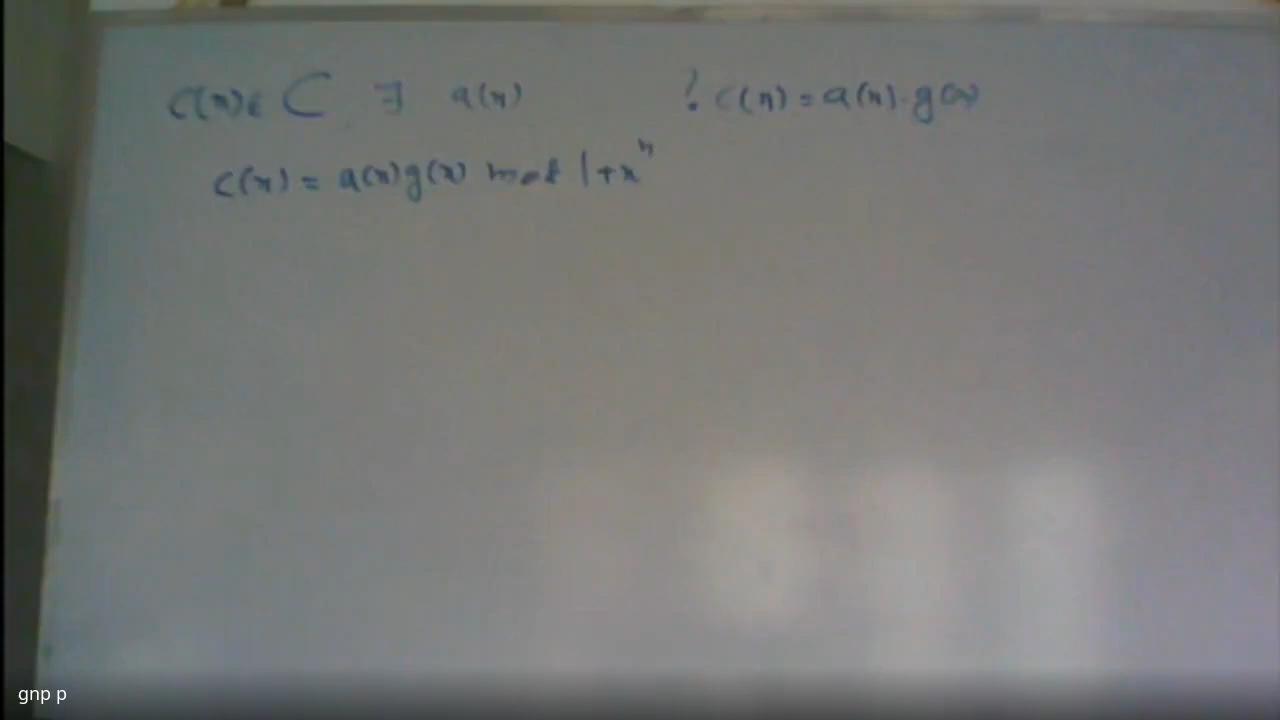 c(x) ∈ C ∃ a(x) ? c(x) = a(x)·g(x)
c(x) = a(x)g(x) mod 1+x^n
gnp p